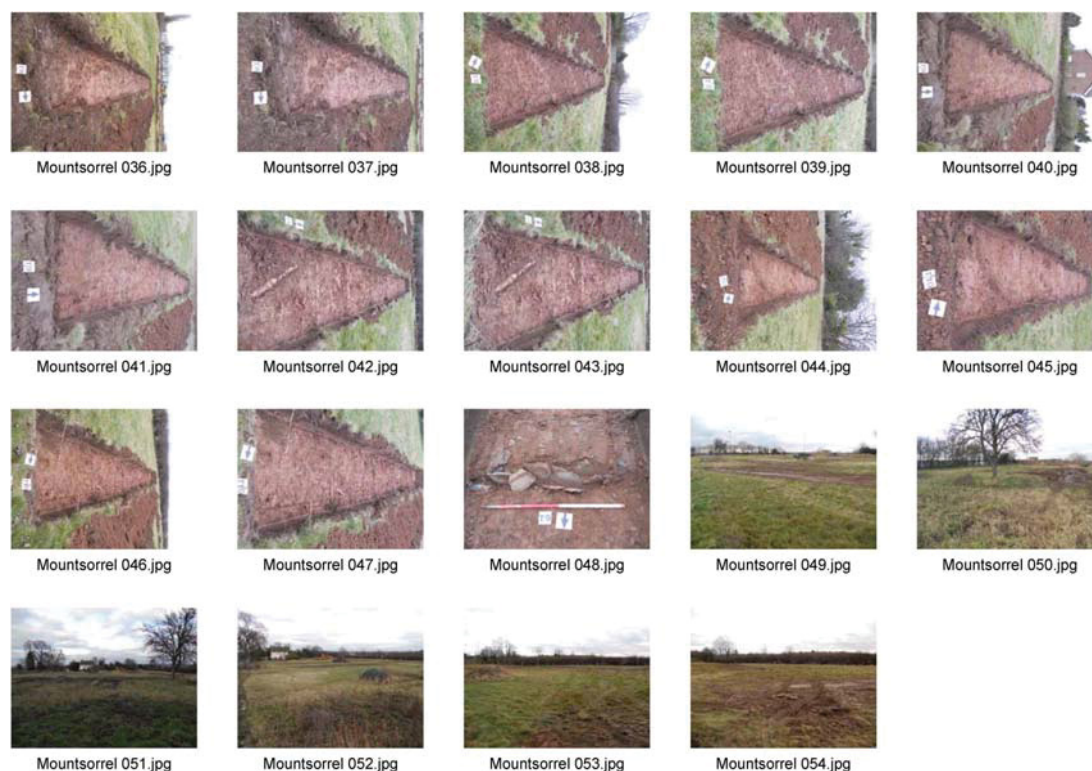 Mountsorrel 036.jpg Mountsorrel 037.jpg Mountsorrel 038.jpg Mountsorrel 039.jpg Mountsorrel 040.jpg
Mountsorrel 041.jpg Mountsorrel 042.jpg Mountsorrel 043.jpg Mountsorrel 044.jpg Mountsorrel 045.jpg
Mountsorrel 046.jpg Mountsorrel 047.jpg Mountsorrel 048.jpg Mountsorrel 049.jpg Mountsorrel 050.jpg
Mountsorrel 051.jpg Mountsorrel 052.jpg Mountsorrel 053.jpg Mountsorrel 054.jpg